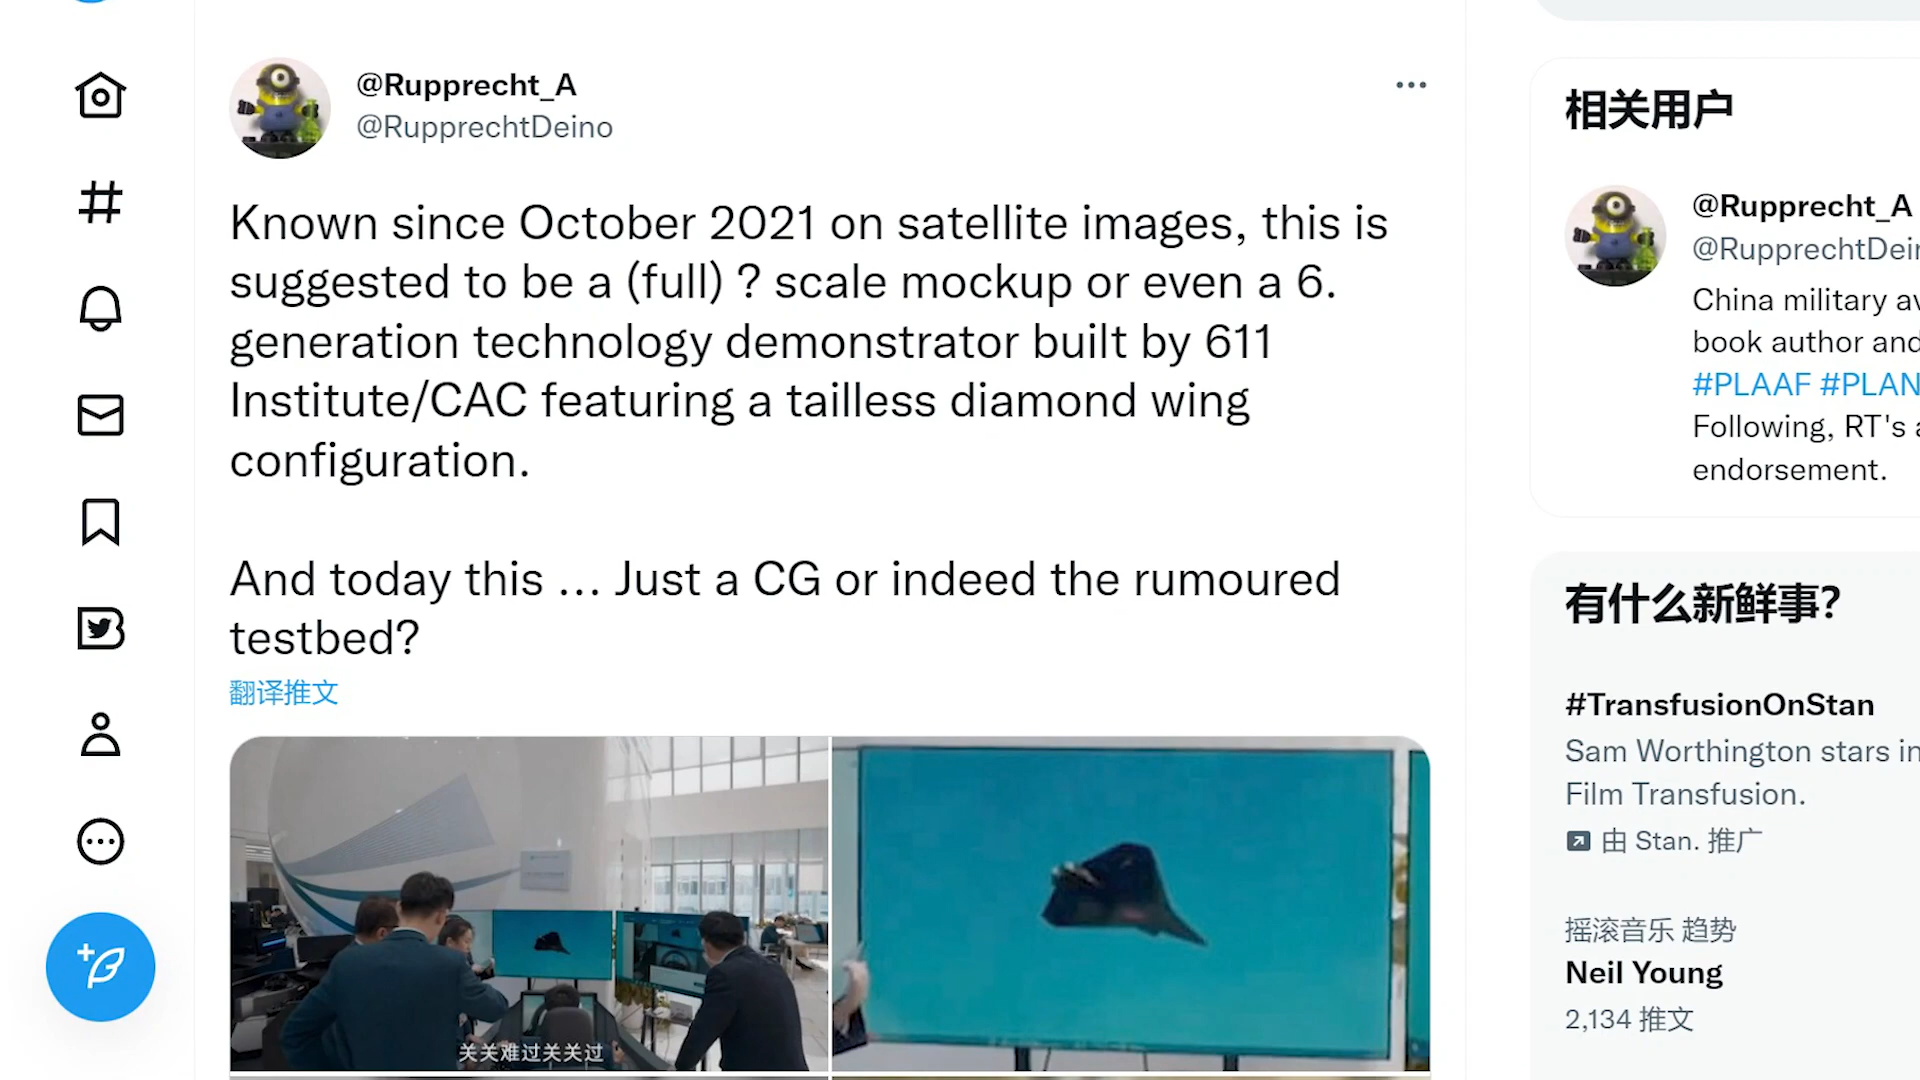 @Rupprecht_A
@RupprechtDeino
Known since October 2021 on satellite images, this is
suggested to be a (full) ? scale mockup or even a 6.
generation technology demonstrator built by 611
Institute/CAC featuring a tailless diamond wing
configuration.
And today this … Just a CG or indeed the rumoured
testbed?
翻译推文
关关难过关关过
相关用户
@Rupprecht_A
@RupprechtDein
China military av
book author and
#PLAAF #PLAN
Following, RT's a
endorsement.
有什么新鲜事?
#TransfusionOnStan
Sam Worthington stars in
Film Transfusion.
由 Stan. 推广
摇滚音乐 趋势
Neil Young
2,134 推文